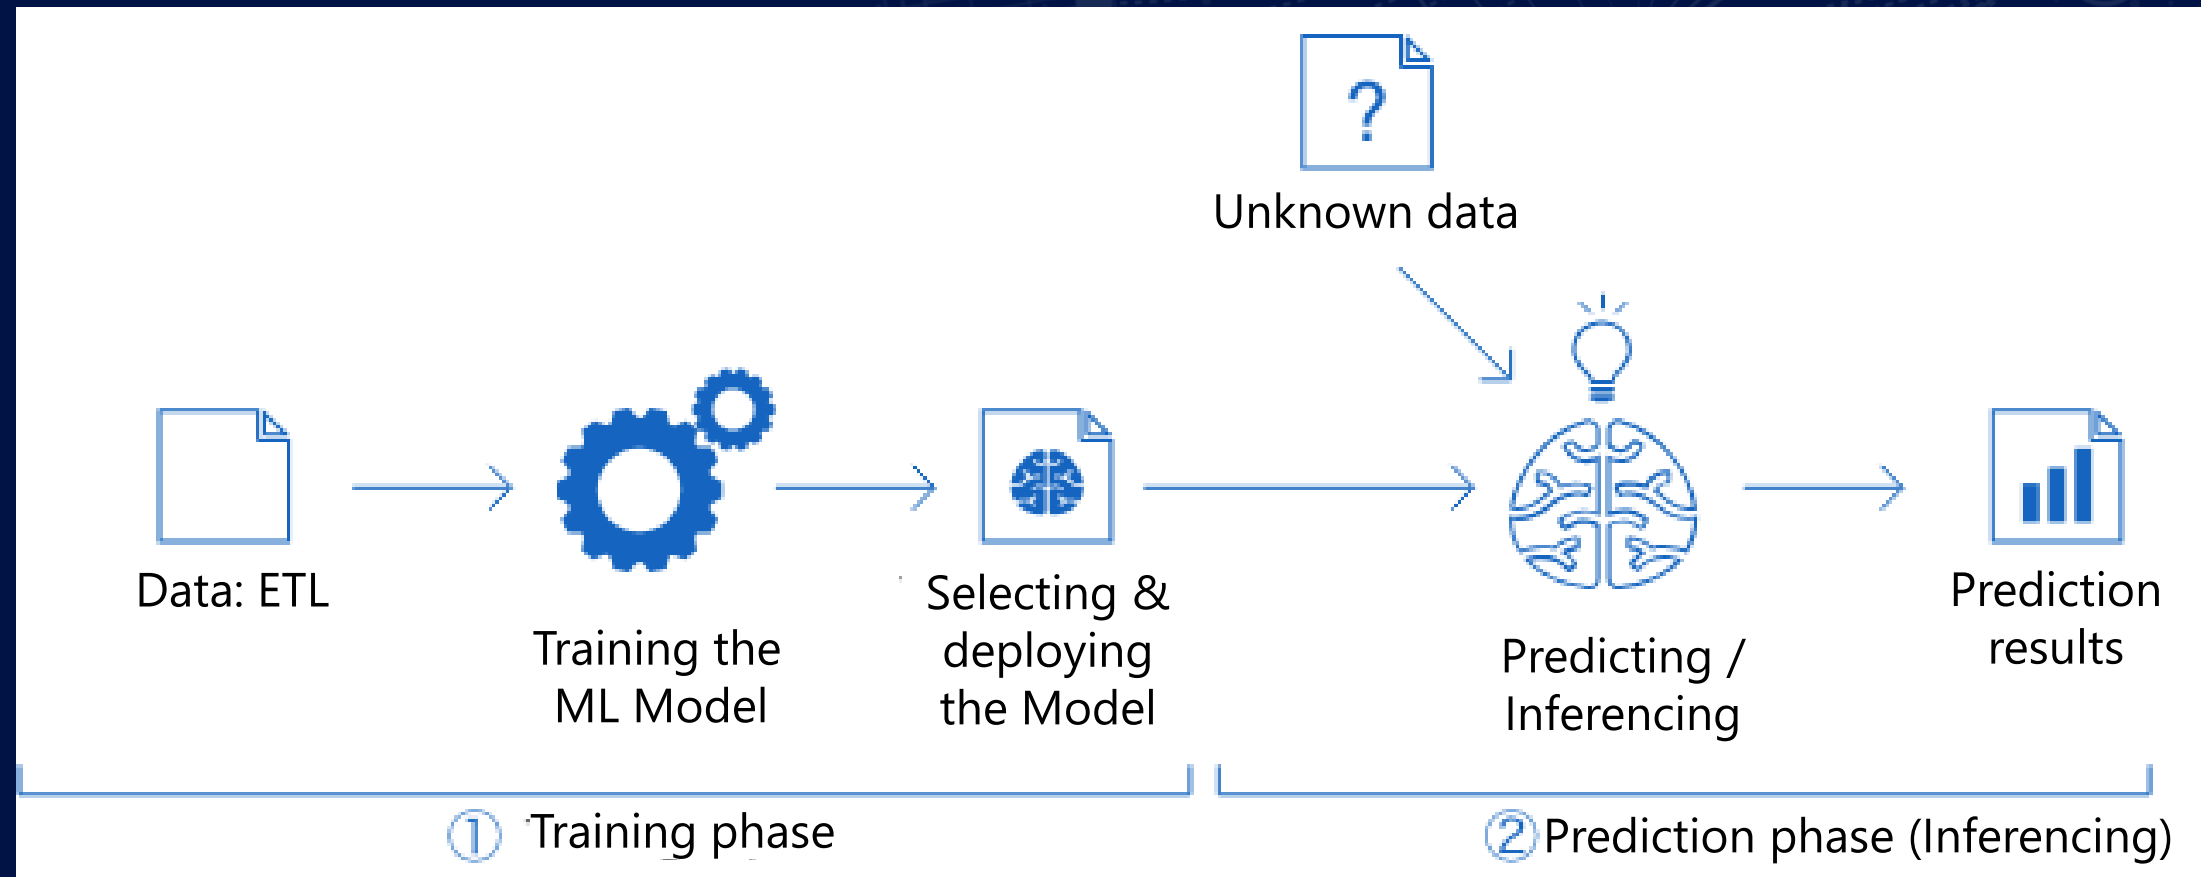 ?
Unknown data
Data: ETL
Training the
ML Model
Selecting &
deploying
the Model
Predicting /
Inferencing
Prediction
results
① Training phase
② Prediction phase (Inferencing)